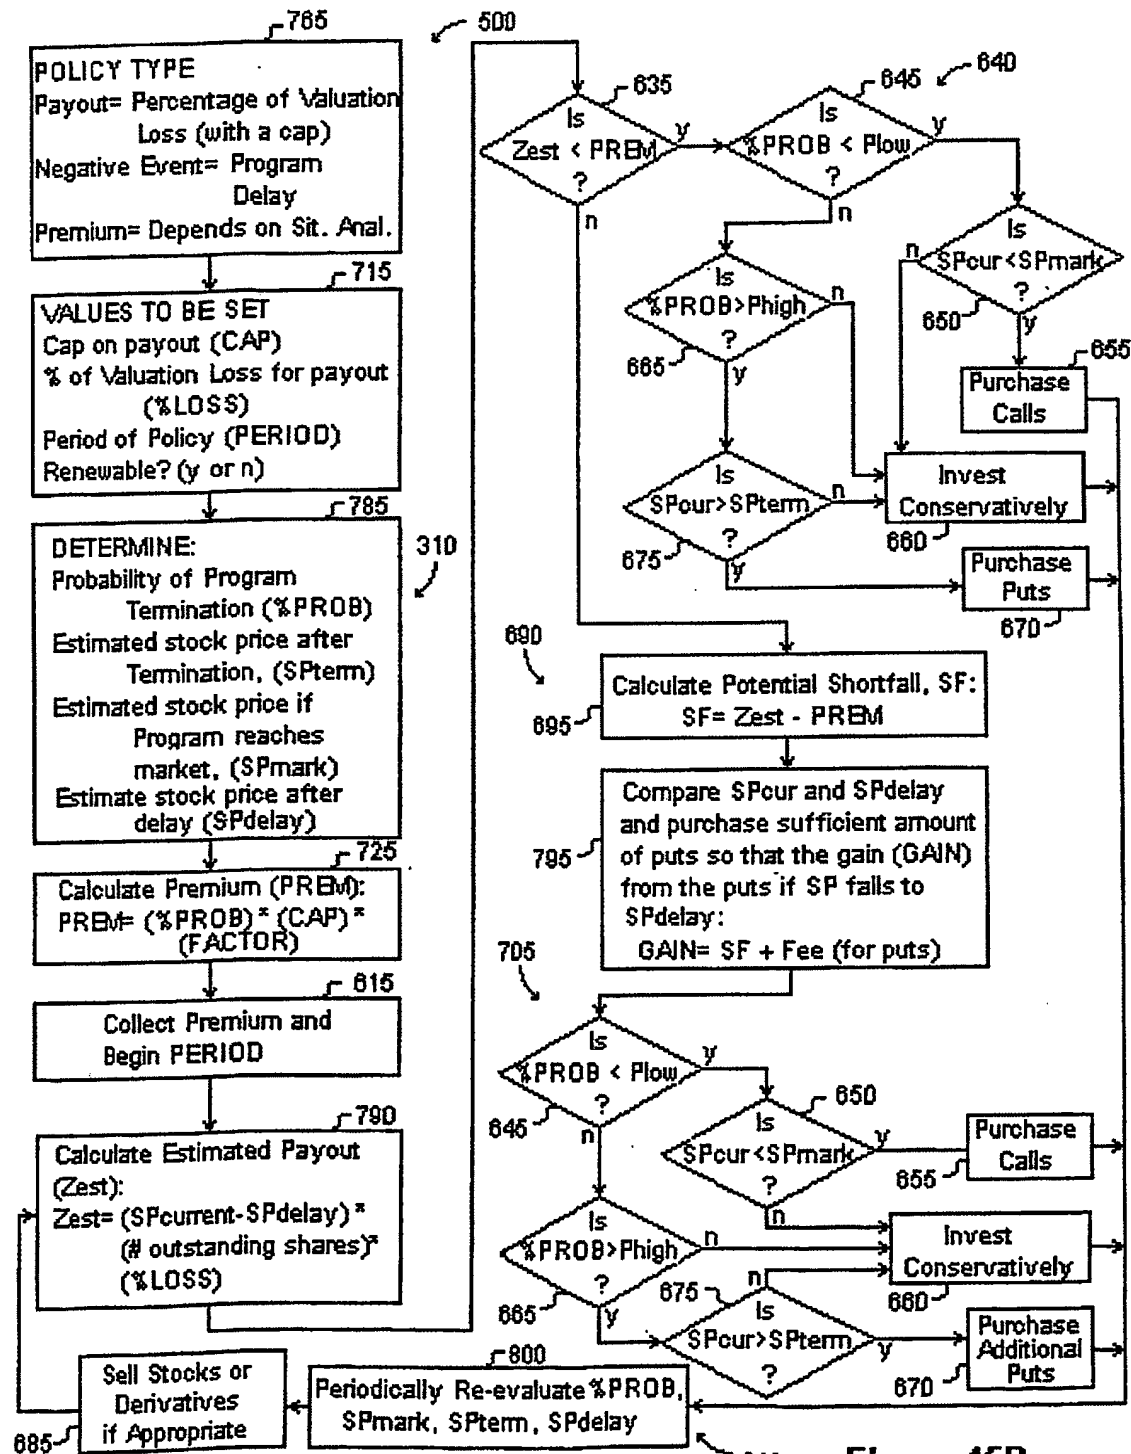 765
500
POLICY TYPE
Payout= Percentage of Valuation
Loss (with a cap)
Negative Event= Program
Delay
Premium= Depends on Sit. Anal.
715
VALUES TO BE SET
Cap on payout (CAP)
% of Valuation Loss for payout
(%LOSS)
Period of Policy (PERIOD)
Renewable? (y or n)
785
310
DETERMINE:
Probability of Program
Termination (%PROB)
Estimated stock price after
Termination, (SPterm)
Estimated stock price if
Program reaches
market, (SPmark)
Estimate stock price after
delay (SPdelay)
725
Calculate Premium (PREM):
PREM= (%PROB)* (CAP)*
(FACTOR)
615
Collect Premium and
Begin PERIOD
790
Calculate Estimated Payout
(Zest):
Zest= (SPcurrent-SPdelay)*
(# outstanding shares)*
(%LOSS)
635
Is
Zest < PREM
?
y
n
645
640
Is
%PROB < Plow
?
y
n
Is
SPcur<SPmark
?
n
y
650
655
Purchase
Calls
Is
%PROB>Phigh
?
n
y
665
Is
SPcur>SPterm
?
n
y
675
Invest
Conservatively
660
Purchase
Puts
670
690
Calculate Potential Shortfall, SF:
SF= Zest - PREM
695
Compare SPcur and SPdelay
and purchase sufficient amount
of puts so that the gain (GAIN)
from the puts if SP falls to
SPdelay:
GAIN= SF + Fee (for puts)
795
705
Is
%PROB < Plow
?
y
n
645
650
Is
SPcur<SPmark
?
y
n
Purchase
Calls
655
Is
%PROB>Phigh
?
n
y
665
Invest
Conservatively
660
675
n
Is
SPcur>SPterm
?
y
Purchase
Additional
Puts
670
800
Periodically Re-evaluate %PROB,
SPmark, SPterm, SPdelay
Sell Stocks or
Derivatives
if Appropriate
685